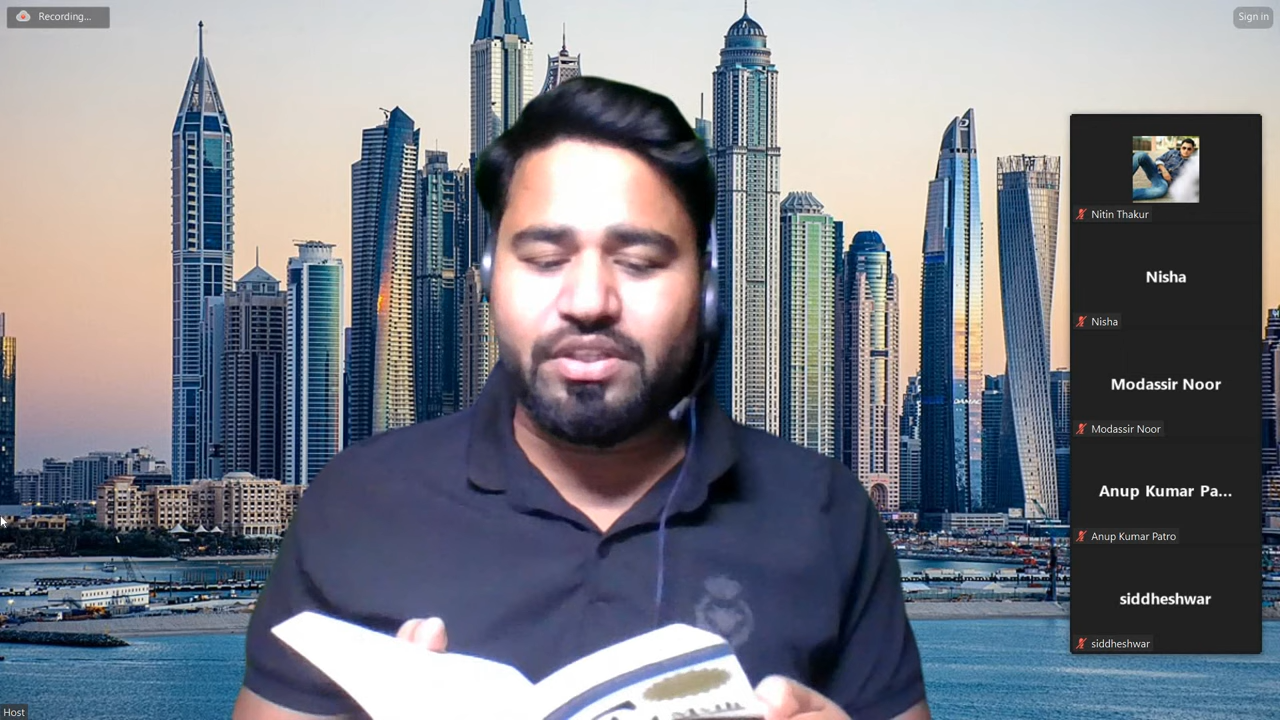 Recording...
Sign in
Nitin Thakur
Nisha
Nisha
Modassir Noor
Modassir Noor
Anup Kumar Pa...
Anup Kumar Patro
siddheshwar
siddheshwar
DAMAC
Host